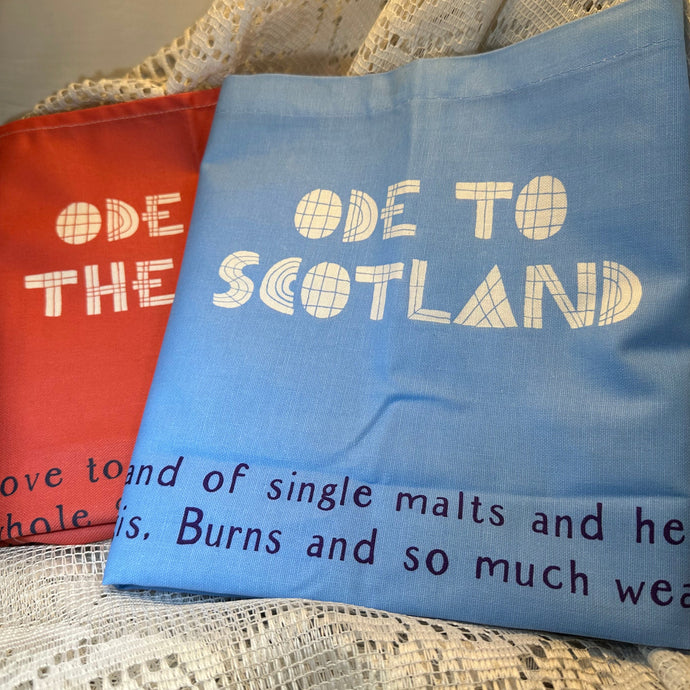 ODE
THE
ove to
whole
ODE TO
SCOTLAND
and of single malts and he
is. Burns and so much wea